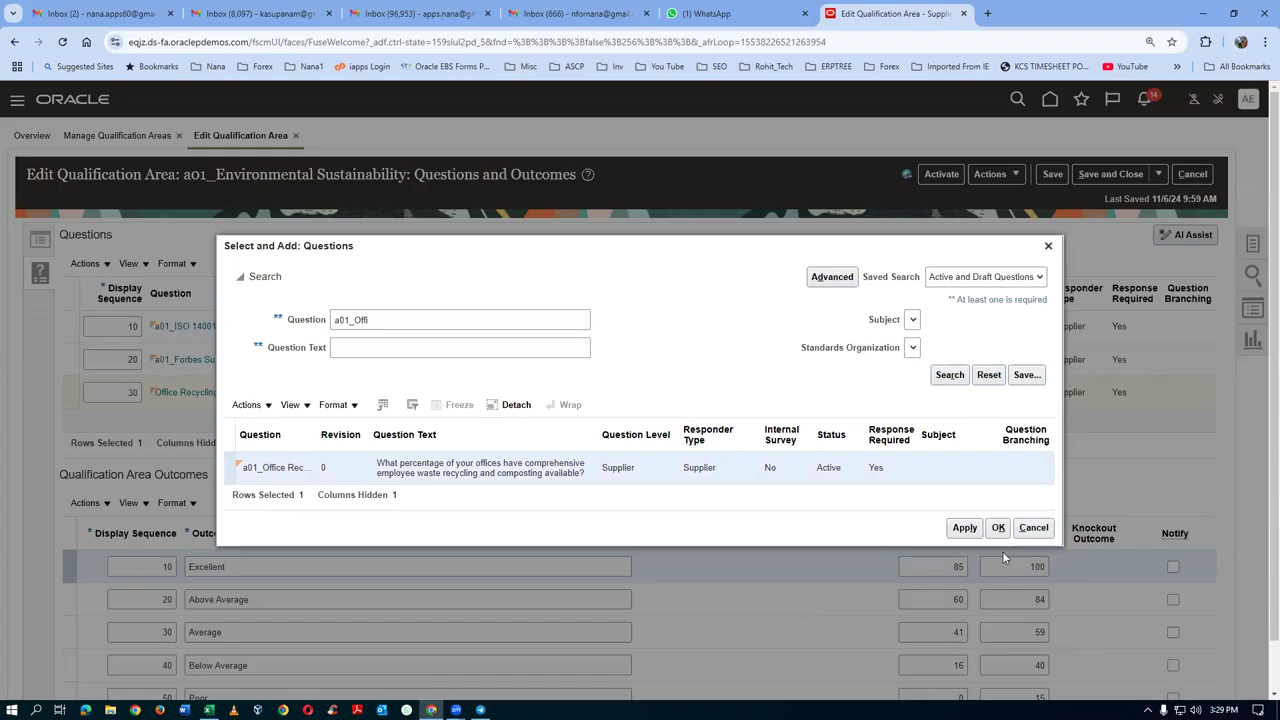 Inbox (2) - nana.apps60@gmail.c
Inbox (8,097) - kasupanam@gm
Inbox (96,953) - apps.nana@gm
Inbox (666) - nfornana@gmail.
(1) WhatsApp
Edit Qualification Area - Supplie
eqjz.ds-fa.oraclepdemos.com/fscmUI/faces/FuseWelcome?_adf.ctrl-state=159slul2pd_5&fnd=%3B%3B%3B%3Bfalse%3B256%3B%3B%3B&_afrLoop=15538226521263954
Suggested Sites Bookmarks Nana Forex Nana1 iapps Login Oracle EBS Forms P... Misc ASCP Inv You Tube SEO Rohit_Tech ERPTREE Forex Imported From IE KCS TIMESHEET PO... YouTube » All Bookmarks
ORACLE
14
AE
Overview Manage Qualification Areas Edit Qualification Area
Edit Qualification Area: a01_Environmental Sustainability: Questions and Outcomes
Activate Actions Save Save and Close Cancel
Last Saved 11/6/24 9:59 AM
Questions
AI Assist
Actions View Format
* Display Sequence Question
ponder
Response Required
Question Branching
10 a01_ISO 14001
Supplier Yes
20 a01_Forbes Su
Supplier Yes
30 Office Recycling
Supplier Yes
Rows Selected 1 Columns Hidden
Select and Add: Questions
Search
Advanced Saved Search Active and Draft Questions
** At least one is required
** Question a01_Offi
Subject
** Question Text
Standards Organization
Search Reset Save...
Actions View Format Freeze Detach Wrap
Question Revision Question Text Question Level Responder Type Internal Survey Status Response Required Subject Question Branching
a01_Office Rec... 0 What percentage of your offices have comprehensive employee waste recycling and composting available? Supplier Supplier No Active Yes
Rows Selected 1 Columns Hidden 1
Apply OK Cancel
Qualification Area Outcomes
Actions View Format
* Display Sequence * Outco
Knockout Outcome
Notify
10 Excellent 85 100
20 Above Average 60 84
30 Average 41 59
40 Below Average 16 40
50 Poor 0 15
3:29 PM